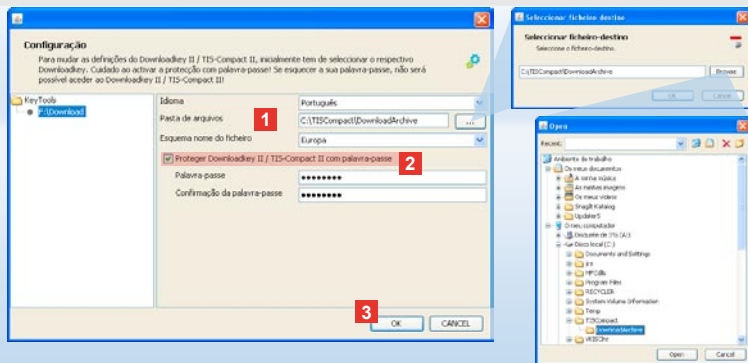 Configuração
Para mudar as definições do Downloadkey II / TIS-Compact II, inicialmente tem de seleccionar o respectivo
Downloadkey. Cuidado ao activar a protecção com palavra-passe! Se esquecer a sua palavra-passe, não será
possível aceder ao Downloadkey II / TIS-Compact II!
KeyTools
F:\Download
Idioma
Português
1
Pasta de arquivos
C:\TISCompact\DownloadArchive
...
Esquema nome do ficheiro
Europa
Proteger Downloadkey II / TIS-Compact II com palavra-passe
2
Palavra-passe
Confirmação da palavra-passe
3
OK
CANCEL
Seleccionar ficheiro-destino
Seleccionar ficheiro-destino
Seleccione o ficheiro-destino.
C:\TISCompact\DownloadArchive
Browse
OK
Cancel
Open
Recent:
Ambiente de trabalho
Os meus documentos
A minha música
As minhas imagens
Os meus vídeos
SnagIt Katalog
Updater5
O meu computador
Disquete de 3½ (A:)
Disco local (C:)
Documents and Settings
Program Files
RECYCLER
System Volume Information
Temp
TISCompact
DownloadArchive
Open
Cancel